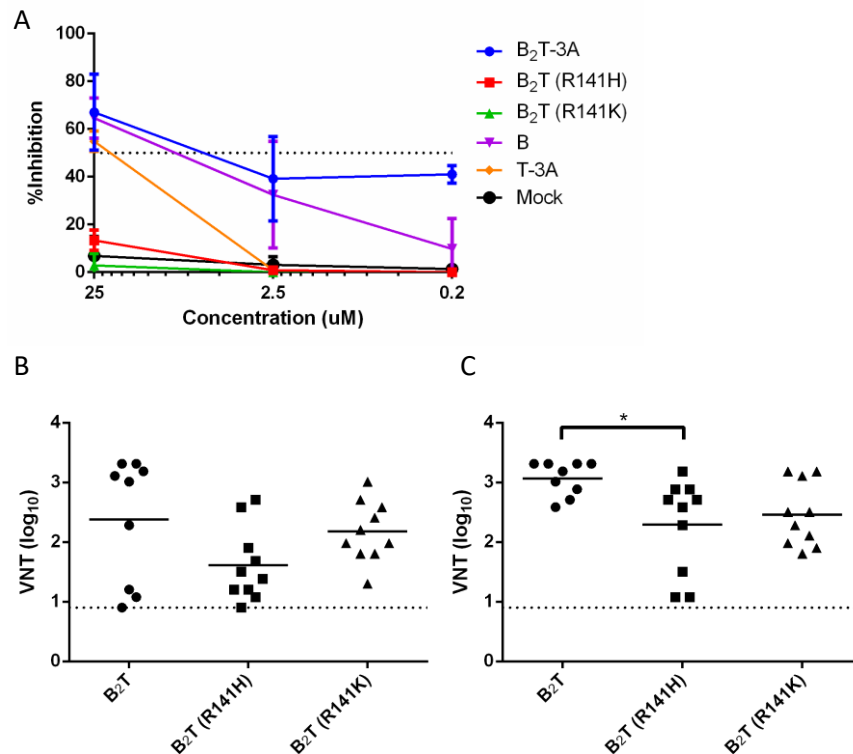 A
100
80
60
40
20
0
%Inhibition
25
2.5
0.2
Concentration (uM)
B₂T-3A
B₂T (R141H)
B₂T (R141K)
B
T-3A
Mock
B
4
3
2
1
0
VNT (log₁₀)
B₂T
B₂T (R141H)
B₂T (R141K)
C
4
3
2
1
0
VNT (log₁₀)
*
B₂T
B₂T (R141H)
B₂T (R141K)